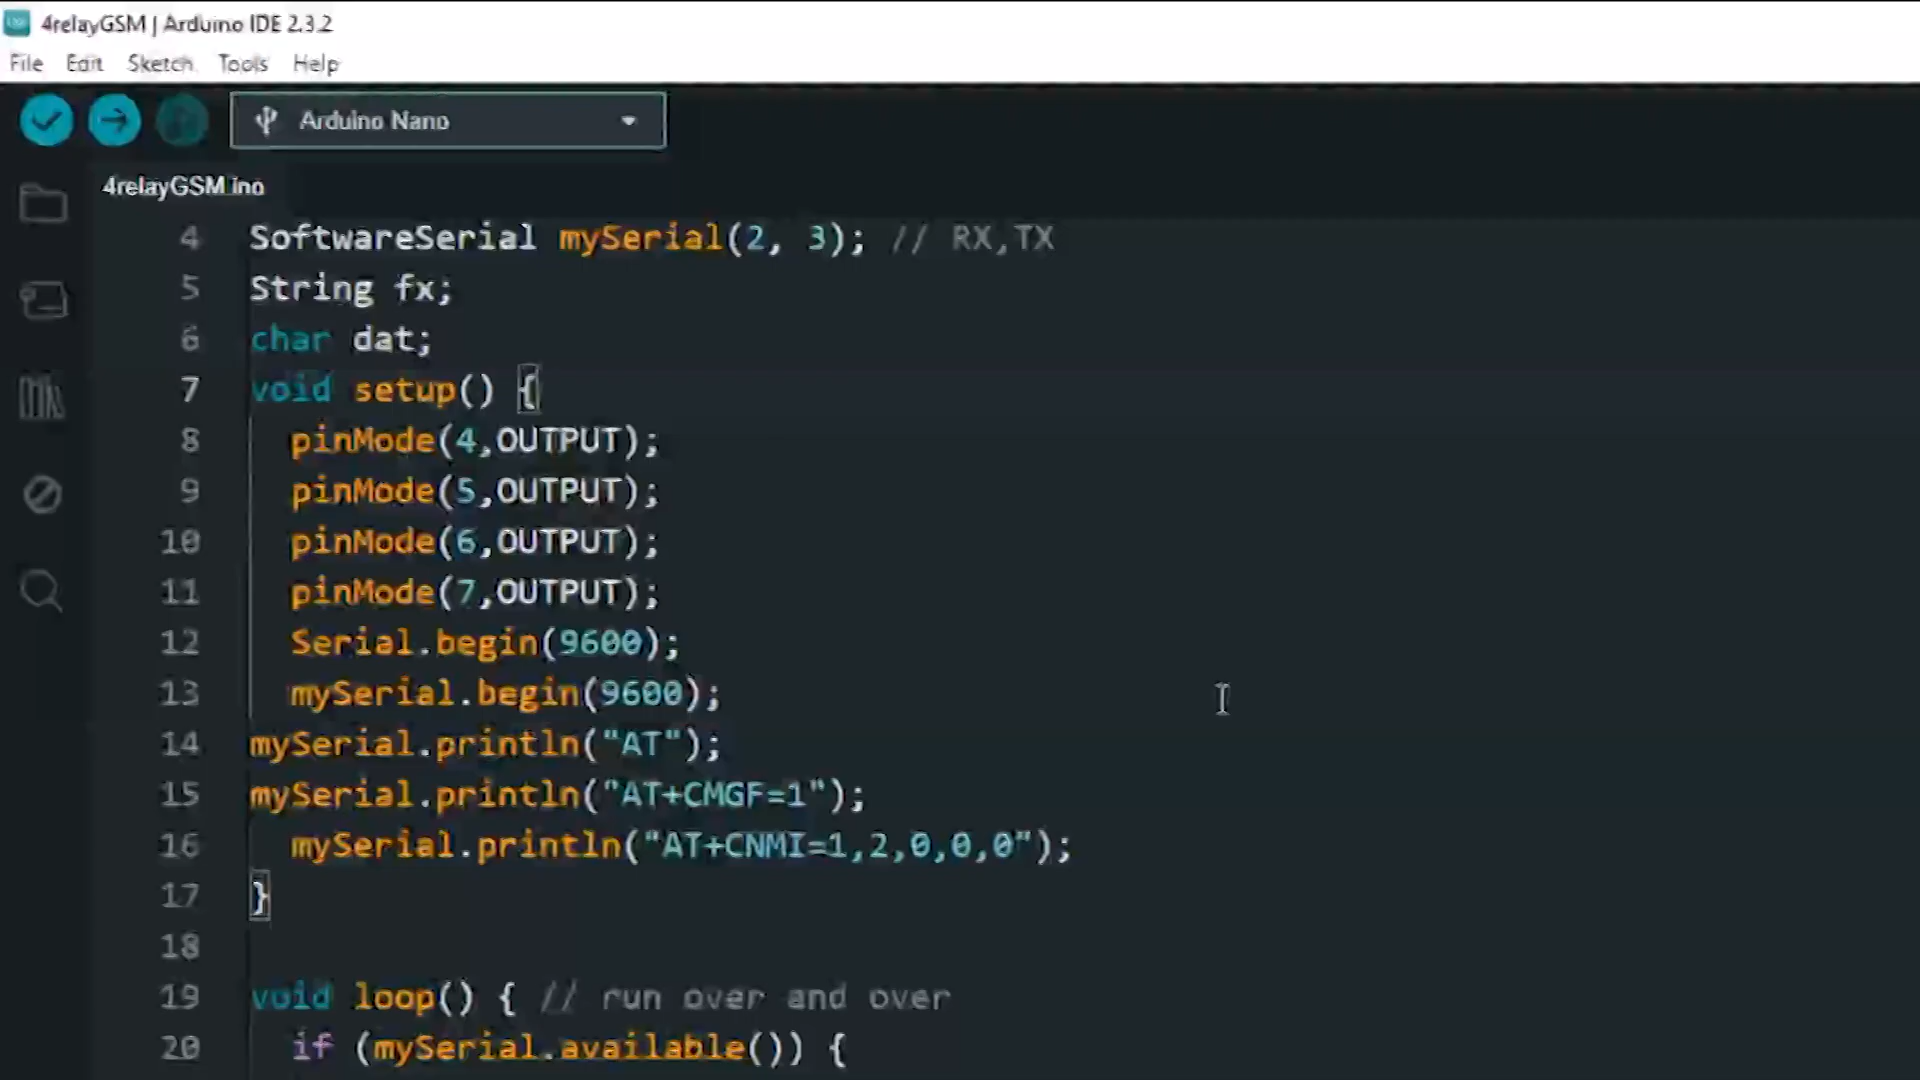 4relayGSM | Arduino IDE 2.3.2
File Edit Sketch Tools Help
Arduino Nano
4relayGSM.ino
4 SoftwareSerial mySerial(2, 3); // RX,TX
5 String fx;
6 char dat;
7 void setup() {
8 pinMode(4,OUTPUT);
9 pinMode(5,OUTPUT);
10 pinMode(6,OUTPUT);
11 pinMode(7,OUTPUT);
12 Serial.begin(9600);
13 mySerial.begin(9600);
14 mySerial.println("AT");
15 mySerial.println("AT+CMGF=1");
16 mySerial.println("AT+CNMI=1,2,0,0,0");
17 }
18
19 void loop() { // run over and over
20 if (mySerial.available()) {